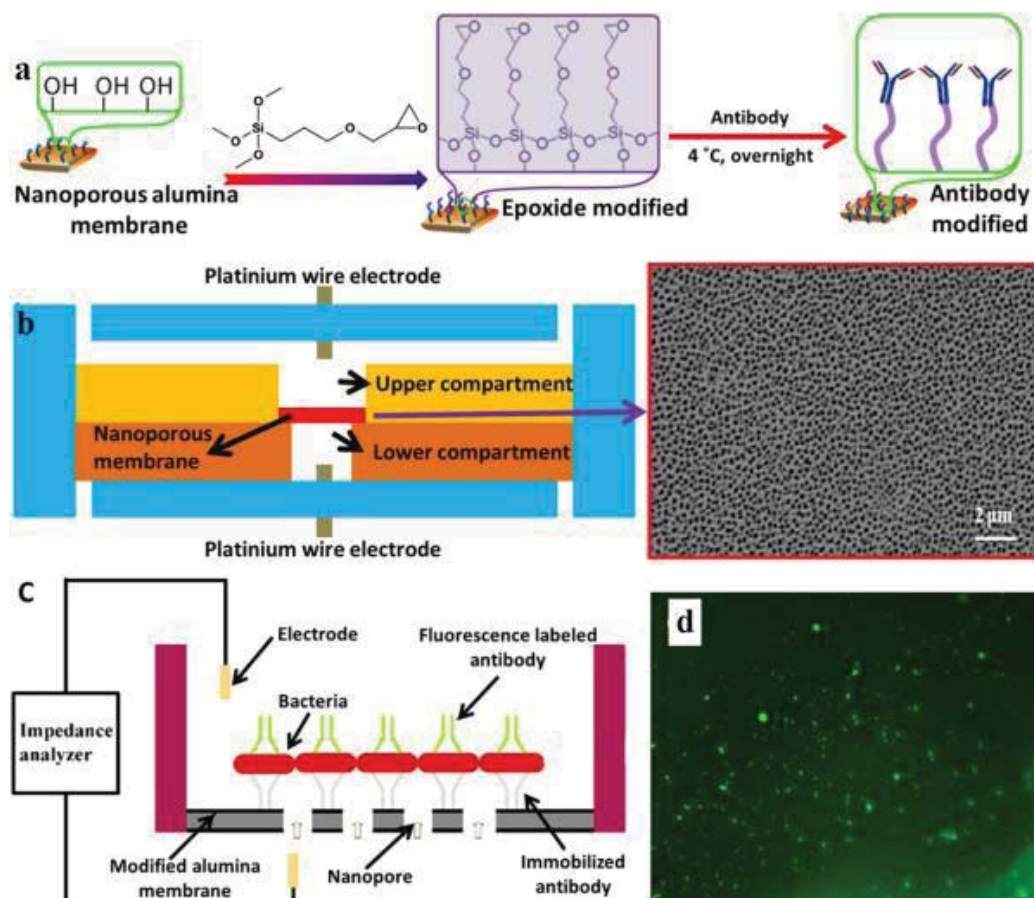 a
OH OH OH
Nanoporous alumina
membrane
O
O
Si
O
O
O
O O O O
O O O O
Si O Si O Si O Si
O O O O
Epoxide modified
Antibody
4 °C, overnight
Antibody
modified
b
Platinium wire electrode
Upper compartment
Nanoporous
membrane
Lower compartment
Platinium wire electrode
2 µm
C
Impedance
analyzer
Electrode
Fluorescence labeled
antibody
Bacteria
Modified alumina
membrane
Nanopore
Immobilized
antibody
d